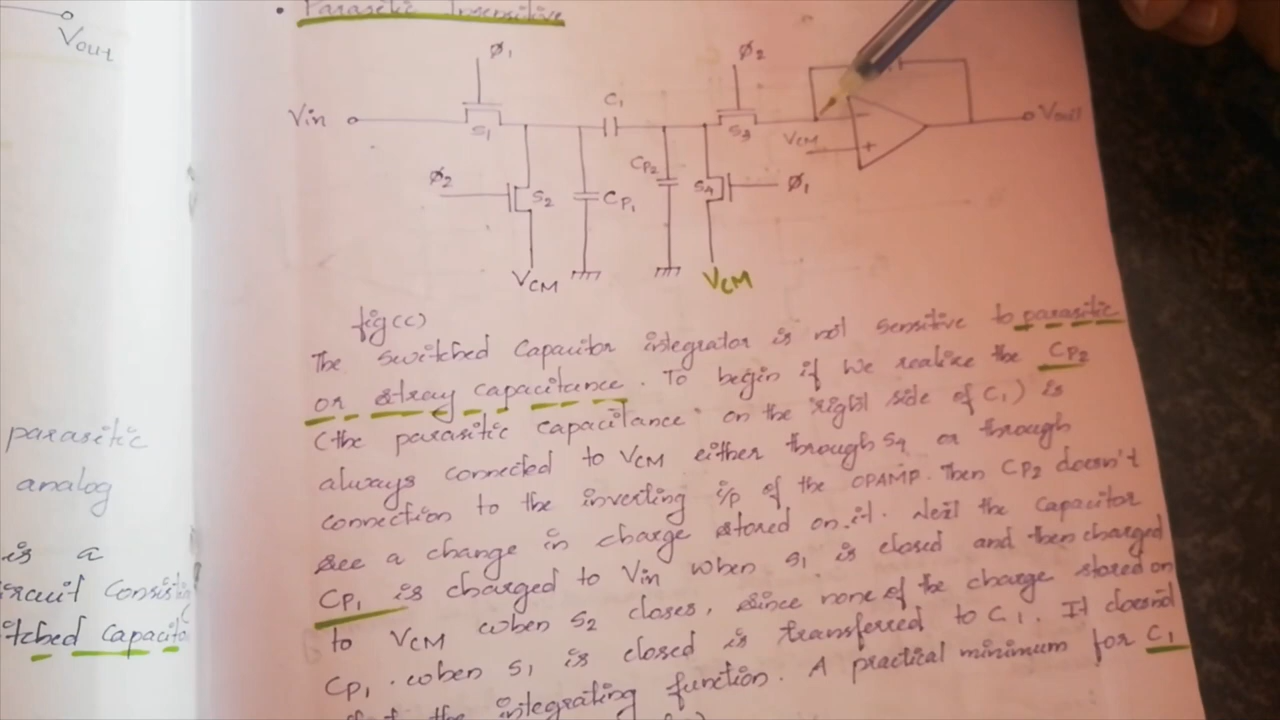 Vout
• Parasitic Insensitive
ø1
ø2
Vin
C1
Vout
S1
S3
VCM
-
+
ø2
S2
CP1
CP2
S4
ø1
VCM
VCM
fig(c)
The switched capacitor integrator is not sensitive to parasitic
or stray capacitance. To begin if we realize the CP2
(the parasitic capacitance on the right side of C1) is
always connected to VCM either through S4 or through
connection to the inverting i/p of the OPAMP. Then CP2 doesn't
see a change in charge stored on it. Next the capacitor
CP1 is charged to Vin when S1 is closed and then charged
to VCM when S2 closes, since none of the charge stored on
CP1 . when S1 is closed is transferred to C1. It doesnot
the integrating function. A practical minimum for C1
parasitic
analog
is a
ircuit consisti
itched capacito